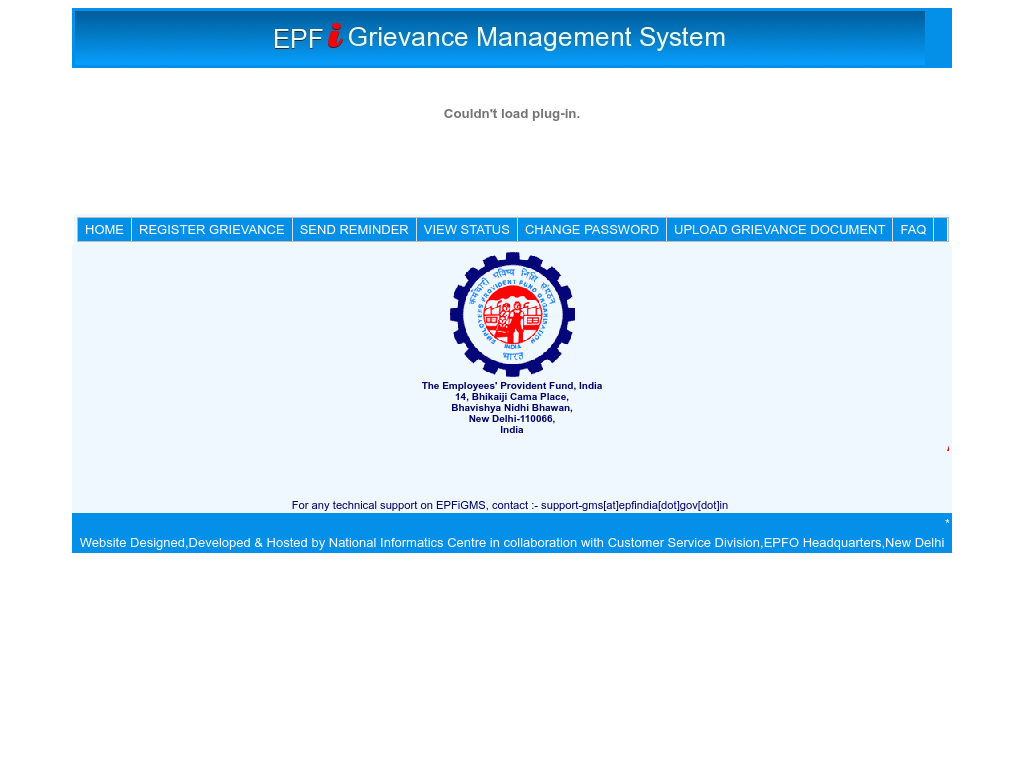 EPF i Grievance Management System
Couldn't load plug-in.
HOME REGISTER GRIEVANCE SEND REMINDER VIEW STATUS CHANGE PASSWORD UPLOAD GRIEVANCE DOCUMENT FAQ
कर्मचारी भविष्य निधि संगठन
EMPLOYEES PROVIDENT FUND ORGANISATION
INDIA
भारत
The Employees' Provident Fund, India
14, Bhikaiji Cama Place,
Bhavishya Nidhi Bhawan,
New Delhi-110066,
India
For any technical support on EPFiGMS, contact :- support-gms[at]epfindia[dot]gov[dot]in
*
Website Designed,Developed & Hosted by National Informatics Centre in collaboration with Customer Service Division,EPFO Headquarters,New Delhi